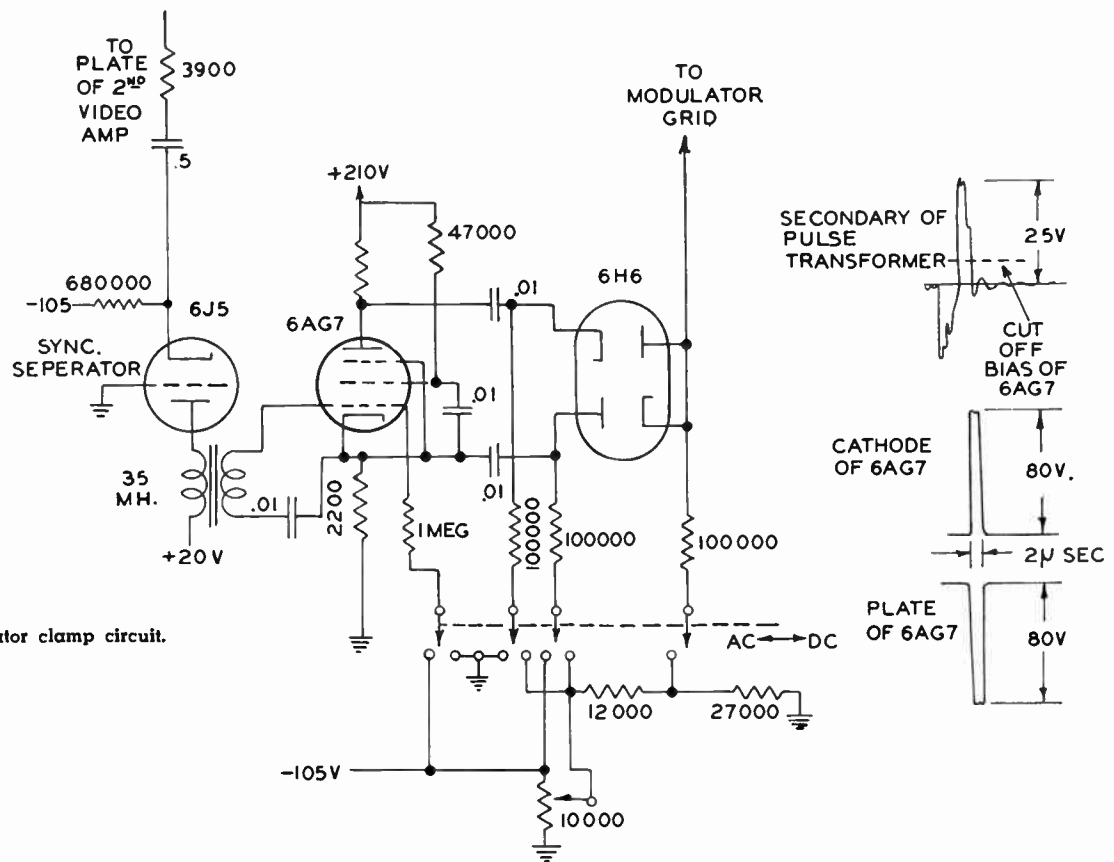 TO
PLATE
OF 2ND
VIDEO
AMP
3900
.5
680000
-105
6J5
SYNC.
SEPERATOR
35
MH.
.01
+20V
+210V
47000
6AG7
.01
2200
1MEG
.01
.01
100000
100000
6H6
TO
MODULATOR
GRID
100000
AC DC
12000
27000
-105V
10000
SECONDARY OF
PULSE
TRANSFORMER
25V
CUT
OFF
BIAS OF
6AG7
CATHODE
OF 6AG7
80V.
2µ SEC
PLATE
OF 6AG7
80V
clamp circuit.